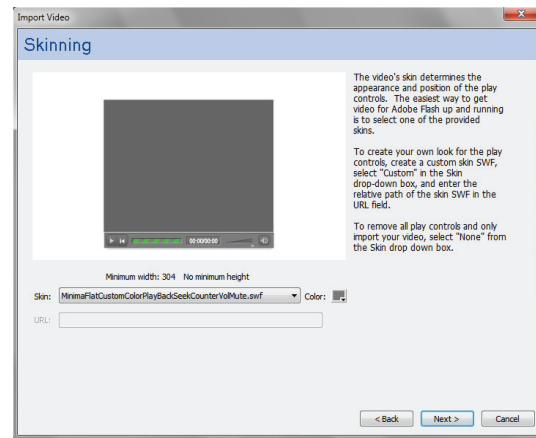 Import Video
Skinning
The video's skin determines the
appearance and position of the play
controls. The easiest way to get
video for Adobe Flash up and running
is to select one of the provided
skins.
To create your own look for the play
controls, create a custom skin SWF,
select "Custom" in the Skin
drop-down box, and enter the
relative path of the skin SWF in the
URL field.
To remove all play controls and only
import your video, select "None" from
the Skin drop down box.
00:00/00:00
Minimum width: 304 No minimum height
Skin: MinimaFlatCustomColorPlayBackSeekCounterVolMute.swf Color:
URL:
< Back Next > Cancel